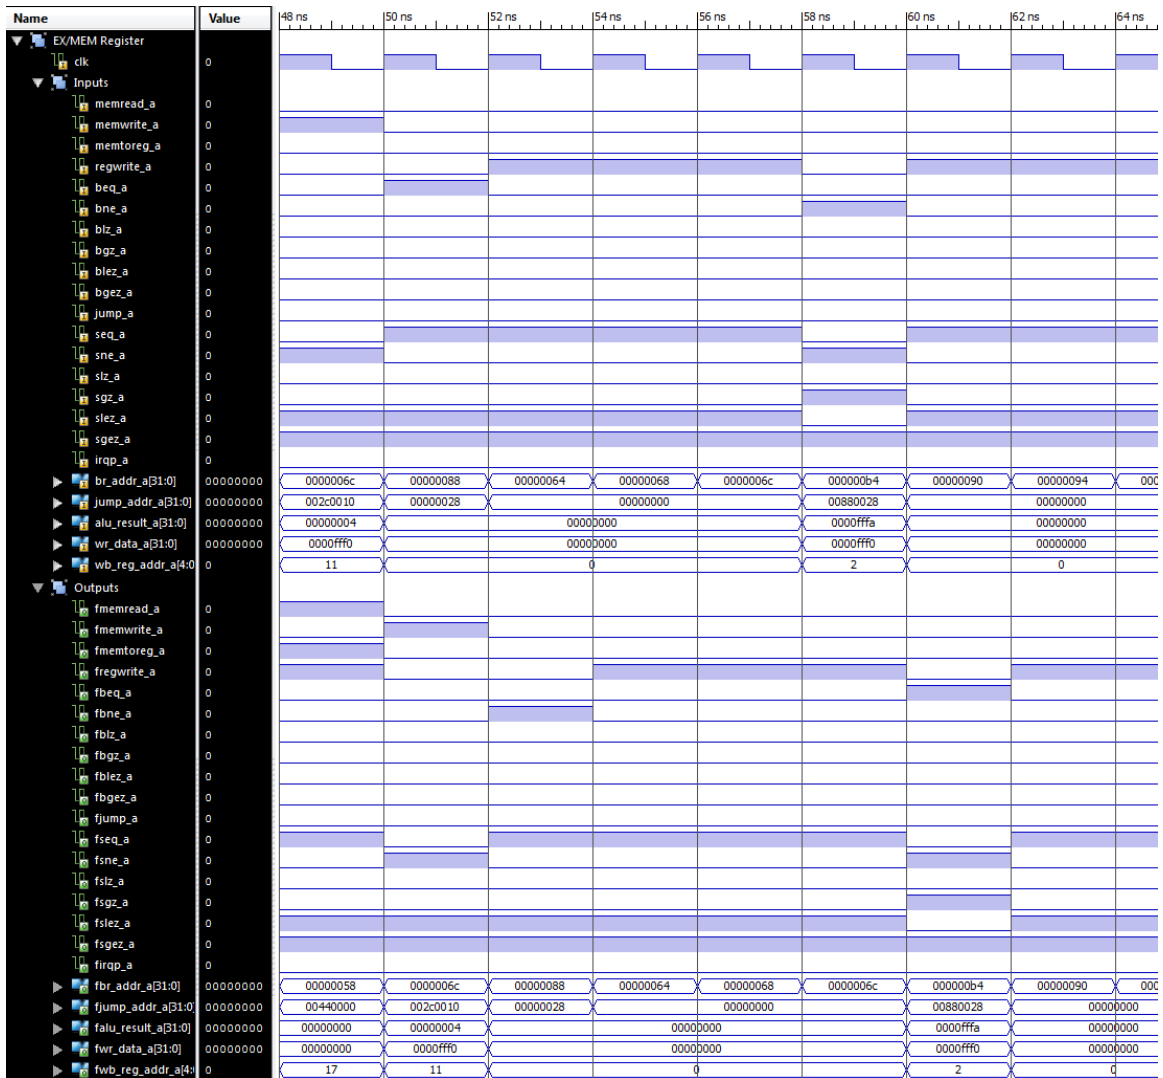 Name Value 48 ns 50 ns 52 ns 54 ns 56 ns 58 ns 60 ns 62 ns 64 ns
EX/MEM Register
clk 0
Inputs
memread_a 0
memwrite_a 0
memtoreg_a 0
regwrite_a 0
beq_a 0
bne_a 0
blz_a 0
bgz_a 0
blez_a 0
bgez_a 0
jump_a 0
seq_a 0
sne_a 0
slz_a 0
sgz_a 0
slez_a 0
sgez_a 0
irqp_a 0
br_addr_a[31:0] 00000000 0000006c 00000088 00000064 00000068 0000006c 000000b4 00000090 00000094 000
jump_addr_a[31:0] 00000000 002c0010 00000028 00000000 00880028 00000000
alu_result_a[31:0] 00000000 00000004 00000000 0000fffa 00000000
wr_data_a[31:0] 00000000 0000fff0 00000000 0000fff0 00000000
wb_reg_addr_a[4:0 0 11 0 2 0
Outputs
fmemread_a 0
fmemwrite_a 0
fmemtoreg_a 0
fregwrite_a 0
fbeq_a 0
fbne_a 0
fblz_a 0
fbgz_a 0
fblez_a 0
fbgez_a 0
fjump_a 0
fseq_a 0
fsne_a 0
fslz_a 0
fsgz_a 0
fslez_a 0
fsgez_a 0
firqp_a 0
fbr_addr_a[31:0] 00000000 00000058 0000006c 00000088 00000064 00000068 0000006c 000000b4 00000090 000
fjump_addr_a[31:0] 00000000 00440000 002c0010 00000028 00000000 00880028 00000000
falu_result_a[31:0] 00000000 00000000 00000004 00000000 0000fffa 00000000
fwr_data_a[31:0] 00000000 00000000 0000fff0 00000000 0000fff0 00000000
fwb_reg_addr_a[4: 0 17 11 0 2 0